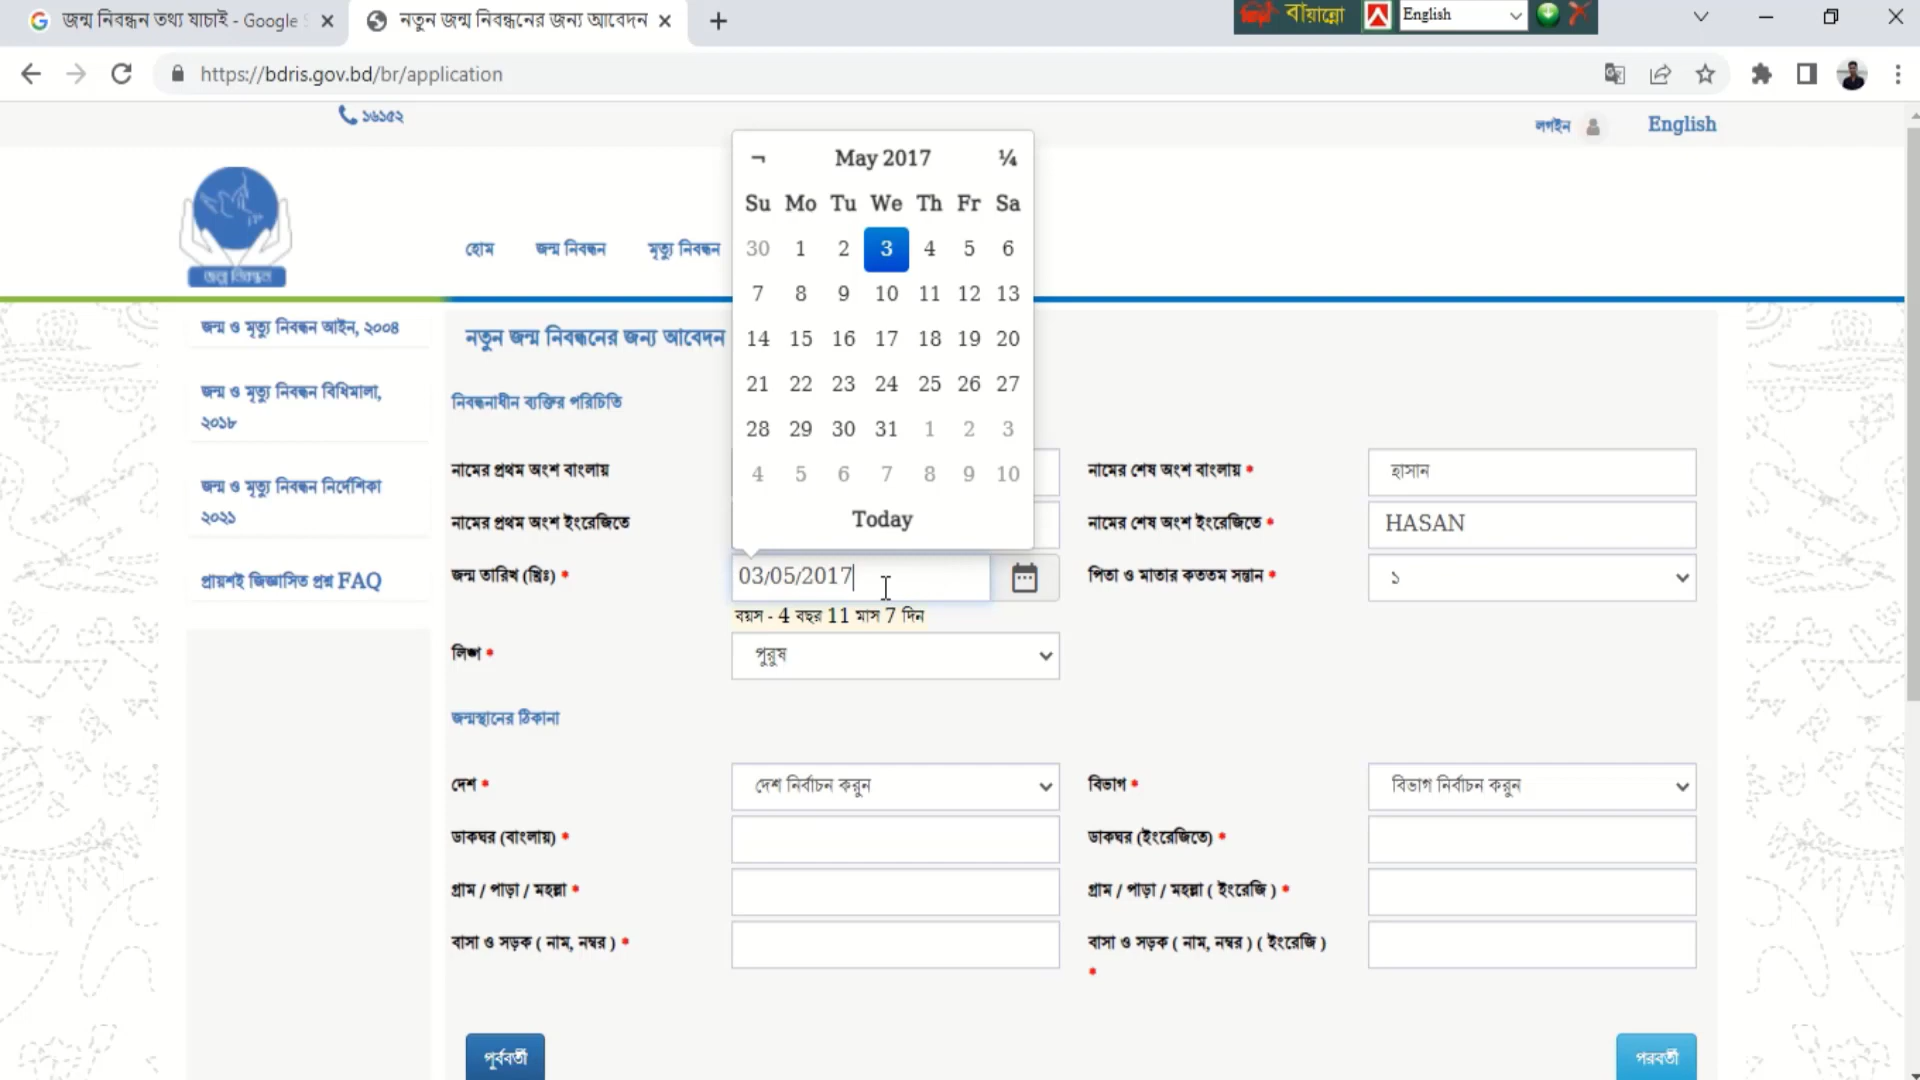 জন্ম নিবন্ধন তথ্য যাচাই - Google S
নতুন জন্ম নিবন্ধনের জন্য আবেদন
বায়ান্নো
English
https://bdris.gov.bd/br/application
১৬১৫২
লগইন
English
জন্ম নিবন্ধন
হোম
জন্ম নিবন্ধন
মৃত্যু নিবন্ধন
May 2017
Su Mo Tu We Th Fr Sa
30 1 2 3 4 5 6
7 8 9 10 11 12 13
14 15 16 17 18 19 20
21 22 23 24 25 26 27
28 29 30 31 1 2 3
4 5 6 7 8 9 10
Today
জন্ম ও মৃত্যু নিবন্ধন আইন, ২০০৪
জন্ম ও মৃত্যু নিবন্ধন বিধিমালা,
২০১৮
জন্ম ও মৃত্যু নিবন্ধন নির্দেশিকা
২০২১
প্রায়শই জিজ্ঞাসিত প্রশ্ন FAQ
নতুন জন্ম নিবন্ধনের জন্য আবেদন
নিবন্ধনাধীন ব্যক্তির পরিচিতি
নামের প্রথম অংশ বাংলায়
নামের শেষ অংশ বাংলায় *
হাসান
নামের প্রথম অংশ ইংরেজিতে
নামের শেষ অংশ ইংরেজিতে *
HASAN
জন্ম তারিখ (খ্রিঃ) *
03/05/2017
পিতা ও মাতার কততম সন্তান *
১
বয়স - 4 বছর 11 মাস 7 দিন
লিঙ্গ *
পুরুষ
জন্মস্থানের ঠিকানা
দেশ *
দেশ নির্বাচন করুন
বিভাগ *
বিভাগ নির্বাচন করুন
ডাকঘর (বাংলায়) *
ডাকঘর (ইংরেজিতে) *
গ্রাম / পাড়া / মহল্লা *
গ্রাম / পাড়া / মহল্লা ( ইংরেজি ) *
বাসা ও সড়ক ( নাম, নম্বর ) *
বাসা ও সড়ক ( নাম, নম্বর ) ( ইংরেজি )
*
পূর্ববর্তী
পরবর্তী